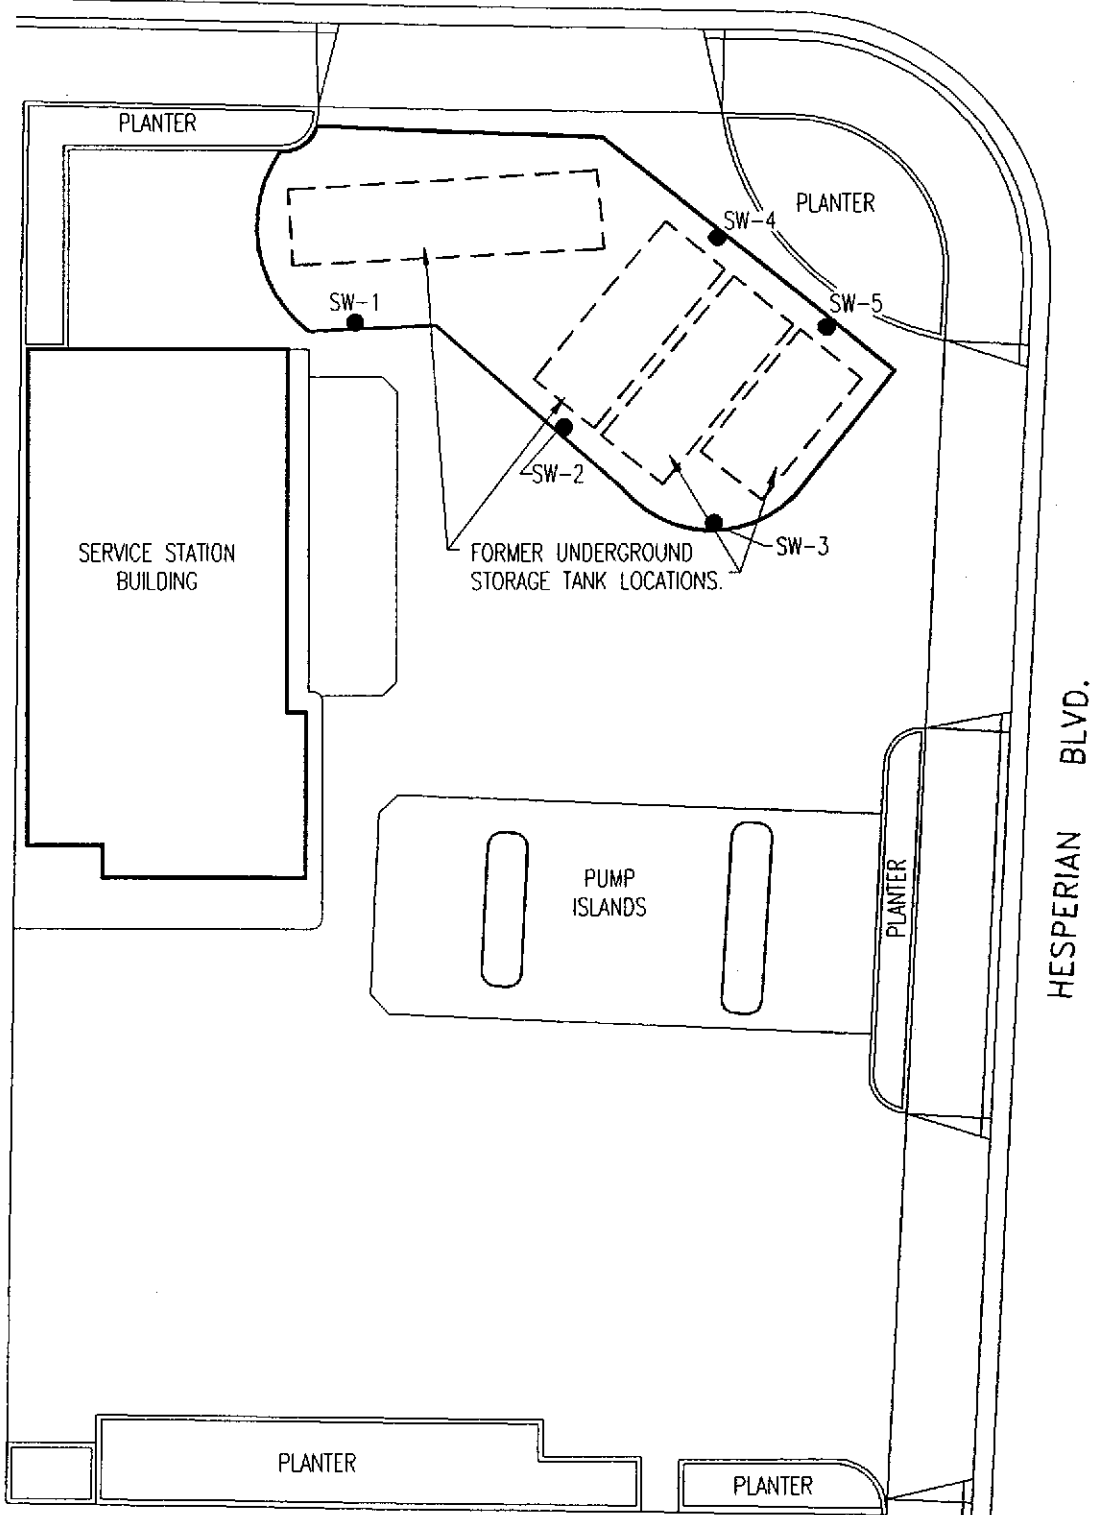 PLANTER
PLANTER
SW-4
SW-1
SW-5
SW-2
SW-3
SERVICE STATION
BUILDING
FORMER UNDERGROUND
STORAGE TANK LOCATIONS.
HESPERIAN BLVD.
PUMP
ISLANDS
PLANTER
PLANTER
PLANTER